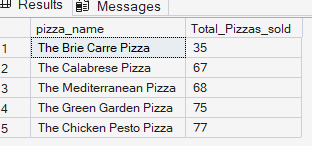 Results Messages
pizza_name Total_Pizzas_sold
1 The Brie Carre Pizza 35
2 The Calabrese Pizza 67
3 The Mediterranean Pizza 68
4 The Green Garden Pizza 75
5 The Chicken Pesto Pizza 77